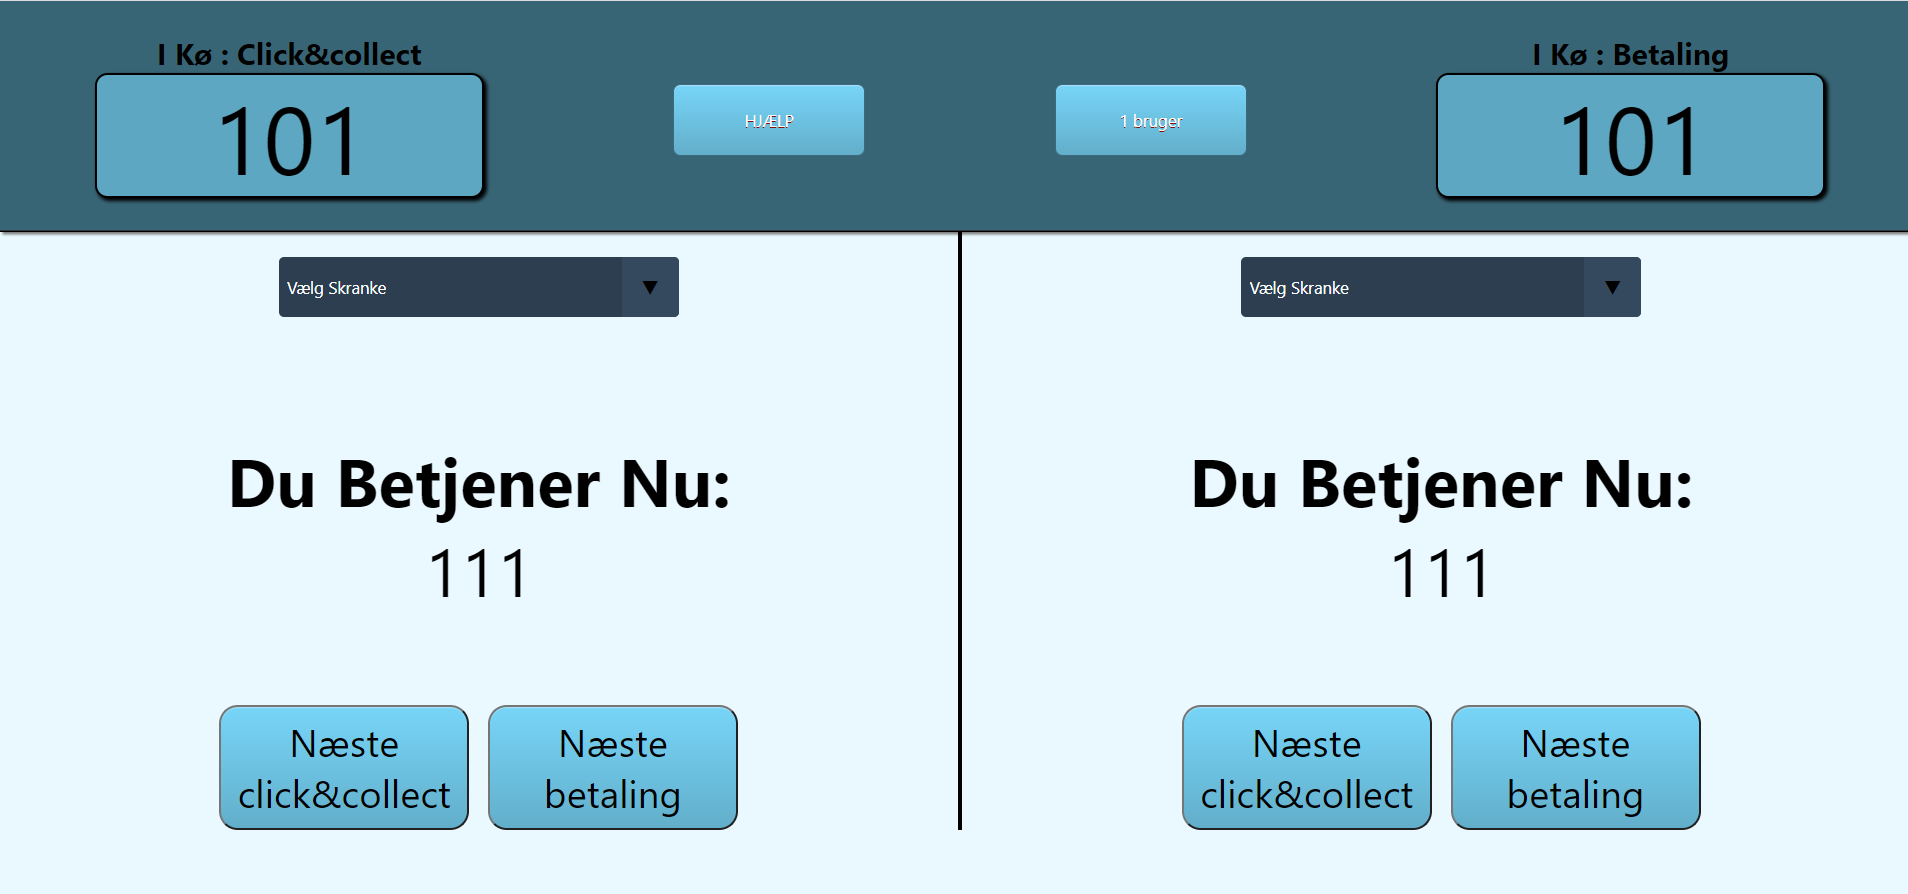 I Kø : Click&collect
101
HJÆLP
1 bruger
I Kø : Betaling
101
Vælg Skranke
Du Betjener Nu:
111
Næste
click&collect
Næste
betaling
Vælg Skranke
Du Betjener Nu:
111
Næste
click&collect
Næste
betaling